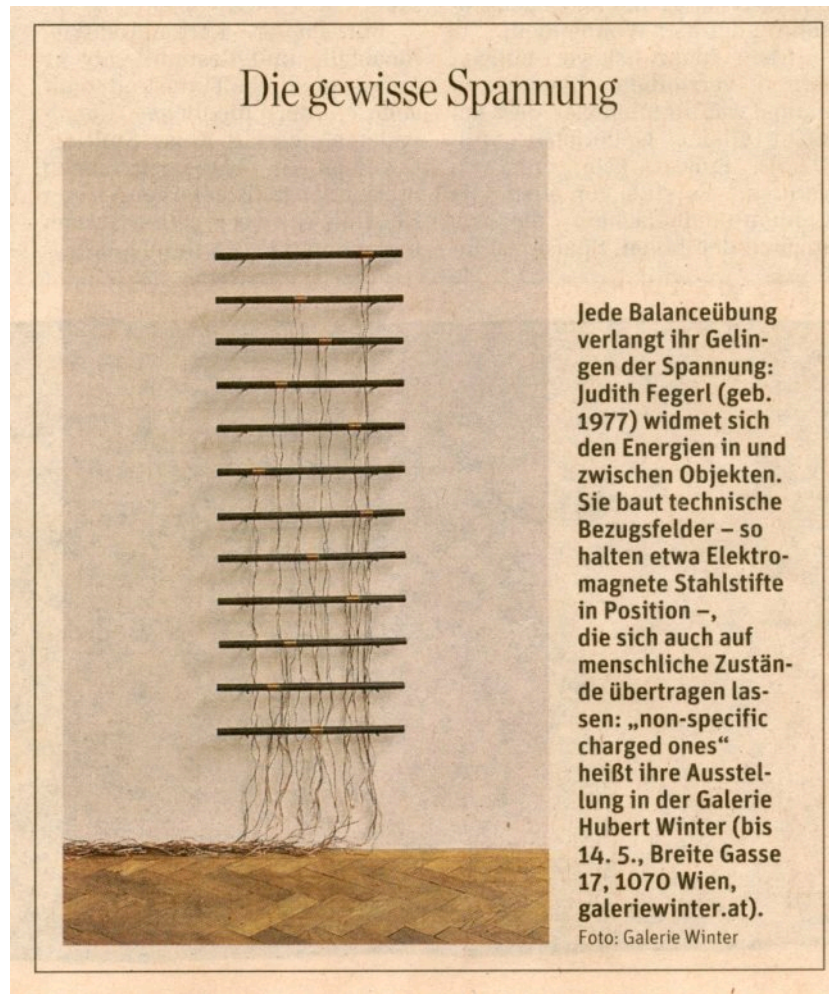 Die gewisse Spannung
Jede Balanceübung
verlangt ihr Gelin-
gen der Spannung:
Judith Fegerl (geb.
1977) widmet sich
den Energien in und
zwischen Objekten.
Sie baut technische
Bezugsfelder – so
halten etwa Elektro-
magnete Stahlstifte
in Position –,
die sich auch auf
menschliche Zustän-
de übertragen las-
sen: „non-specific
charged ones“
heißt ihre Ausstel-
lung in der Galerie
Hubert Winter (bis
14. 5., Breite Gasse
17, 1070 Wien,
galeriewinter.at).
Foto: Galerie Winter